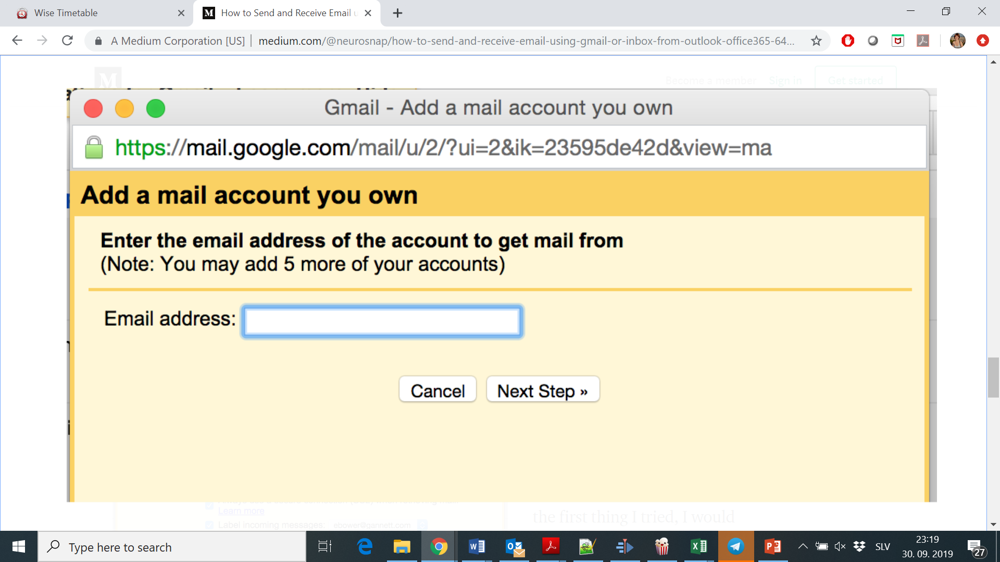 Wise Timetable
How to Send and Receive Email u
A Medium Corporation [US]
medium.com/@neurosnap/how-to-send-and-receive-email-using-gmail-or-inbox-from-outlook-office365-64...
M
Become a member Sign in Get started
Gmail - Add a mail account you own
https://mail.google.com/mail/u/2/?ui=2&ik=23595de42d&view=ma
Add a mail account you own
Enter the email address of the account to get mail from
(Note: You may add 5 more of your accounts)
Email address:
Cancel Next Step »
Learn more
Label incoming messages: ebower@gannett.com
the first thing I tried, I would
Type here to search
SLV
23:19
30. 09. 2019
27